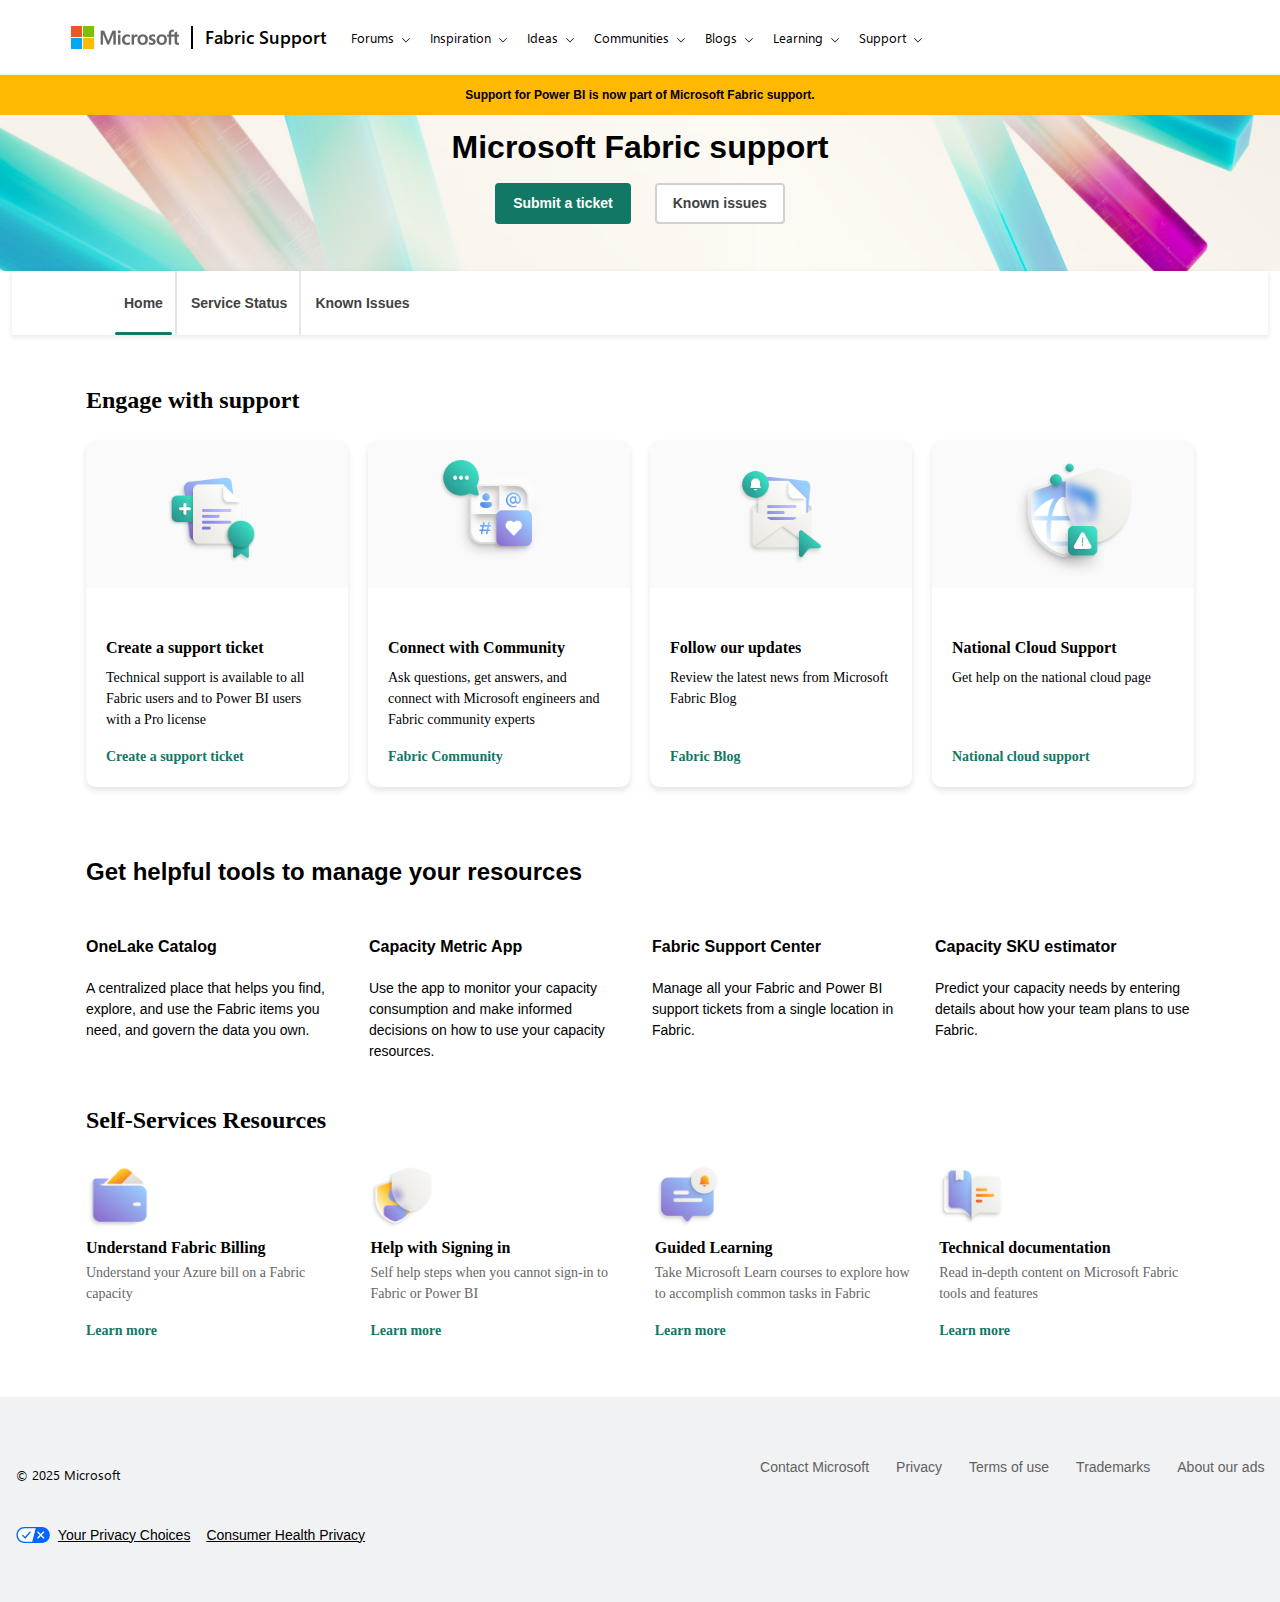 Microsoft
Fabric Support
Forums
Inspiration
Ideas
Communities
Blogs
Learning
Support
Support for Power BI is now part of Microsoft Fabric support.
Microsoft Fabric support
Submit a ticket
Known issues
Home
Service Status
Known Issues
Engage with support
Create a support ticket
Technical support is available to all
Fabric users and to Power BI users
with a Pro license
Create a support ticket
Connect with Community
Ask questions, get answers, and
connect with Microsoft engineers and
Fabric community experts
Fabric Community
Follow our updates
Review the latest news from Microsoft
Fabric Blog
Fabric Blog
National Cloud Support
Get help on the national cloud page
National cloud support
Get helpful tools to manage your resources
OneLake Catalog
A centralized place that helps you find,
explore, and use the Fabric items you
need, and govern the data you own.
Capacity Metric App
Use the app to monitor your capacity
consumption and make informed
decisions on how to use your capacity
resources.
Fabric Support Center
Manage all your Fabric and Power BI
support tickets from a single location in
Fabric.
Capacity SKU estimator
Predict your capacity needs by entering
details about how your team plans to use
Fabric.
Self-Services Resources
Understand Fabric Billing
Understand your Azure bill on a Fabric
capacity
Learn more
Help with Signing in
Self help steps when you cannot sign-in to
Fabric or Power BI
Learn more
Guided Learning
Take Microsoft Learn courses to explore how
to accomplish common tasks in Fabric
Learn more
Technical documentation
Read in-depth content on Microsoft Fabric
tools and features
Learn more
© 2025 Microsoft
Contact Microsoft
Privacy
Terms of use
Trademarks
About our ads
Your Privacy Choices
Consumer Health Privacy